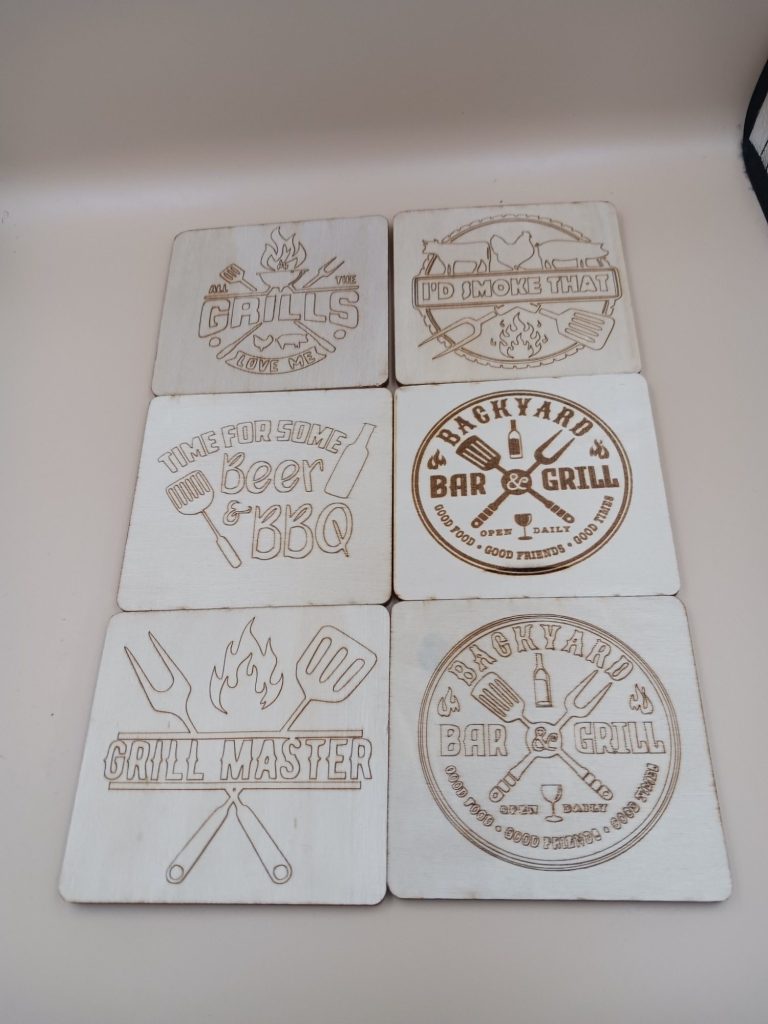 ALL THE
GRILLS
LOVE ME
I'D SMOKE THAT
TIME FOR SOME
Beer
&
BBQ
BACKYARD
BAR & GRILL
OPEN DAILY
GOOD FOOD • GOOD FRIENDS • GOOD TIMES
GRILL MASTER
BACKYARD
BAR & GRILL
OPEN DAILY
GOOD FOOD • GOOD FRIENDS • GOOD TIMES